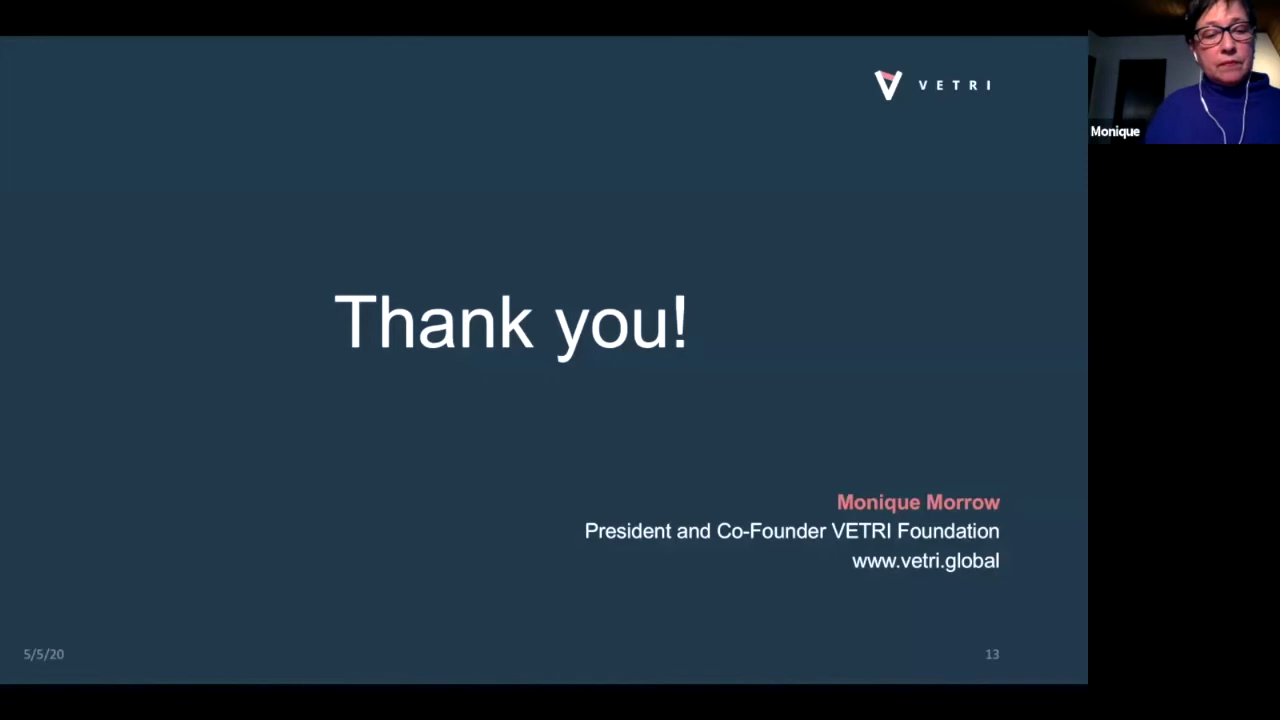 VETRI
Monique
Thank you!
Monique Morrow
President and Co-Founder VETRI Foundation
www.vetri.global
5/5/20
13